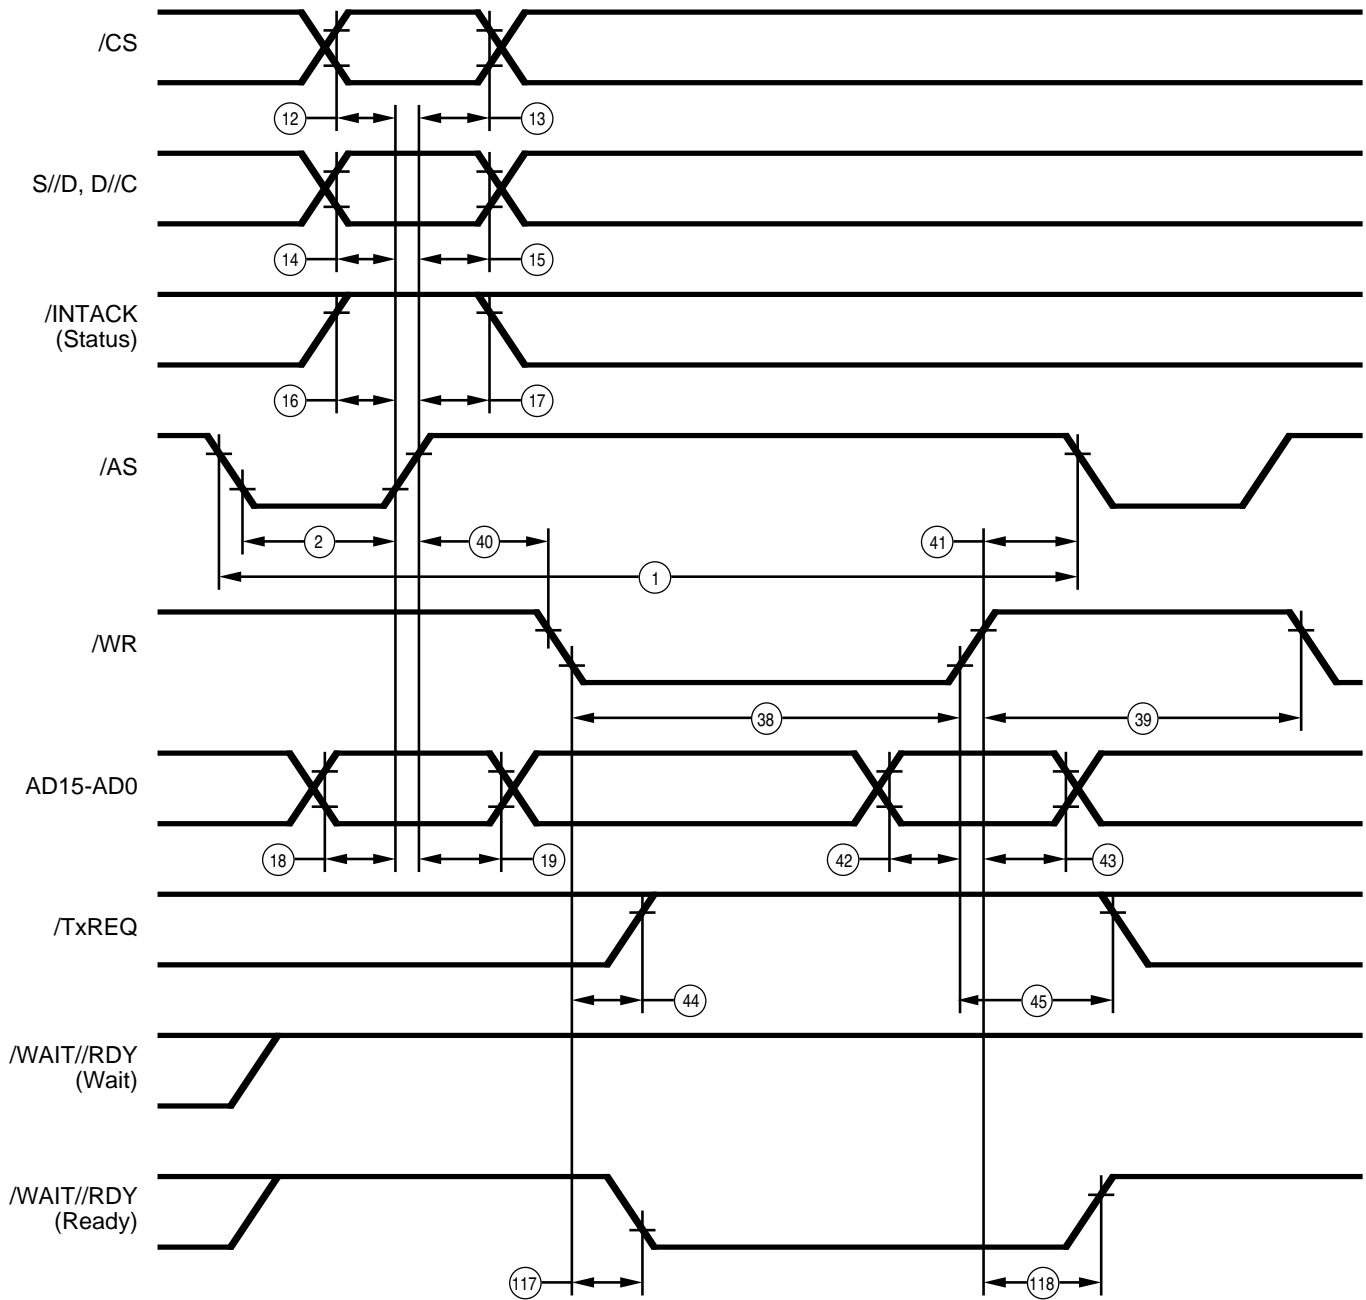 /CS
12
13
S//D, D//C
14
15
/INTACK
(Status)
16
17
/AS
2
40
41
1
/WR
38
39
AD15-AD0
18
19
42
43
/TxREQ
44
45
/WAIT//RDY
(Wait)
/WAIT//RDY
(Ready)
117
118